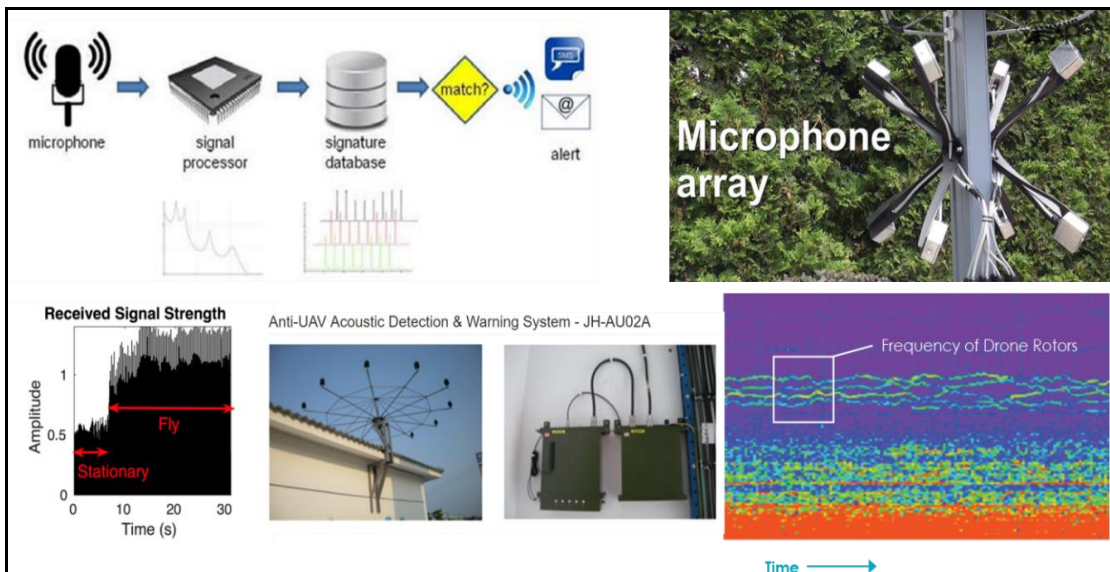 microphone
signal
processor
signature
database
match?
SMS
@
alert
Microphone
array
Received Signal Strength
Amplitude
1
0.5
0
Fly
Stationary
0
10
20
30
Time (s)
Anti-UAV Acoustic Detection & Warning System - JH-AU02A
Frequency of Drone Rotors
Time